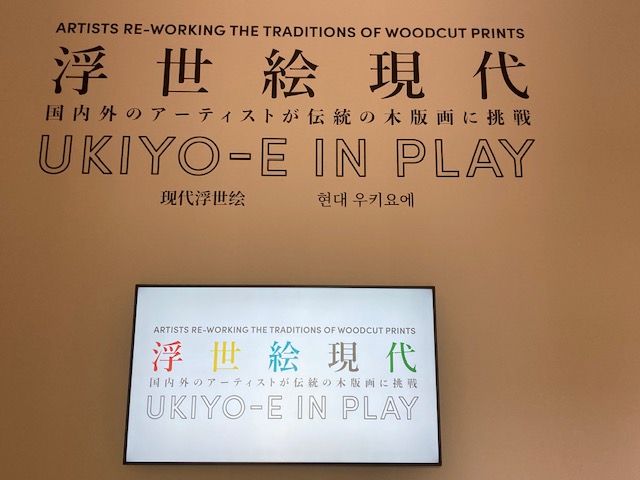 ARTISTS RE-WORKING THE TRADITIONS OF WOODCUT PRINTS
浮世絵現代
国内外のアーティストが伝統の木版画に挑戦
UKIYO-E IN PLAY
现代浮世绘 현대 우키요에
ARTISTS RE-WORKING THE TRADITIONS OF WOODCUT PRINTS
浮世絵現代
国内外のアーティストが伝統の木版画に挑戦
UKIYO-E IN PLAY